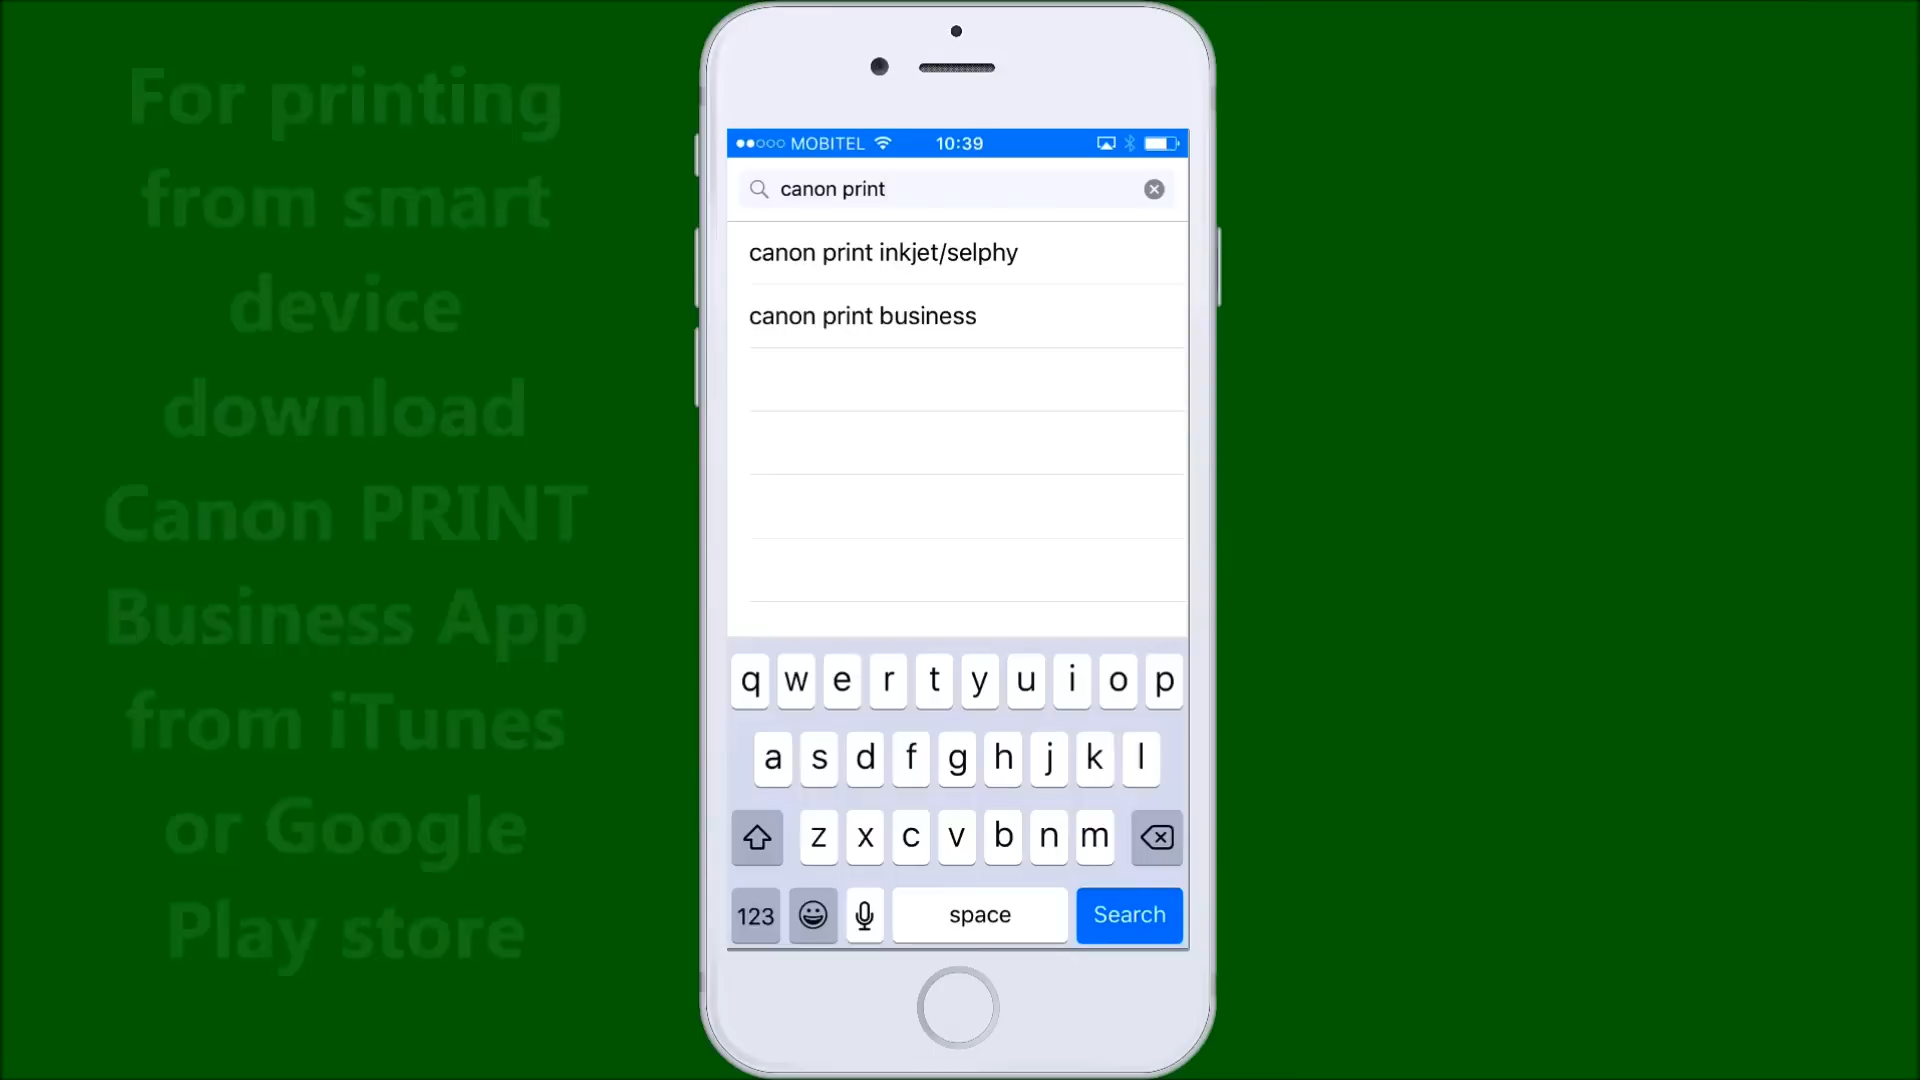 For printing
from smart
device
download
Canon PRINT
Business App
from iTunes
or Google
Play store
MOBITEL 10:39
canon print
canon print inkjet/selphy
canon print business
q w e r t y u i o p
a s d f g h j k l
z x c v b n m
123 space Search